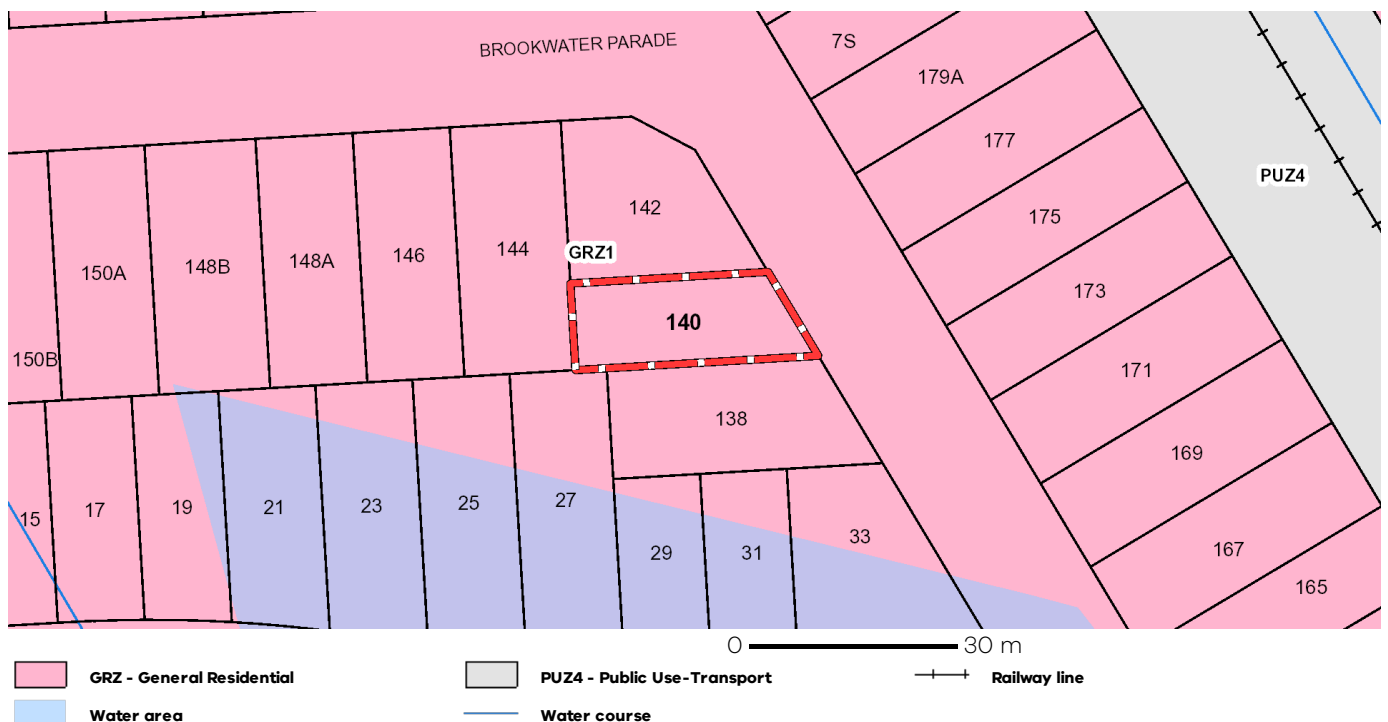 BROOKWATER PARADE
7S
179A
177
PUZ4
175
142
GRZ1
144
146
148A
148B
150A
173
140
150B
171
138
169
15
17
19
21
23
25
27
29
31
33
167
165
0 30 m
GRZ - General Residential
PUZ4 - Public Use-Transport
Railway line
Water area
Water course